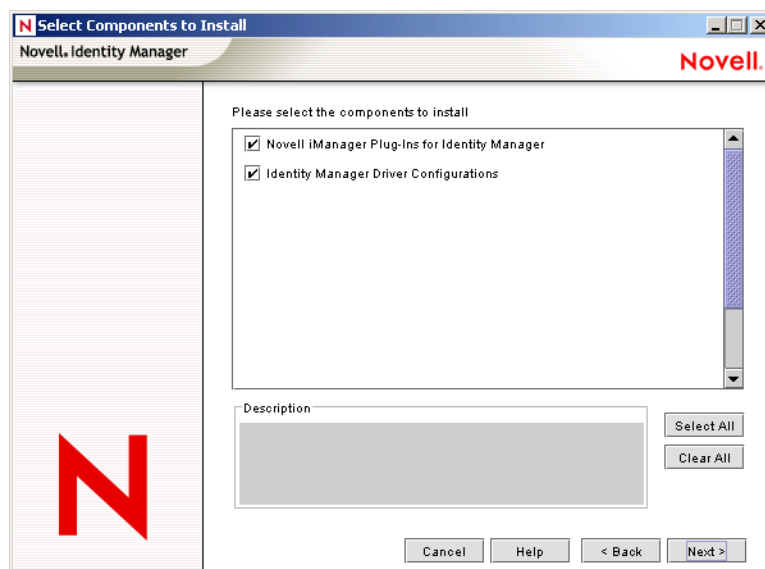 N Select Components to Install
Novell. Identity Manager
Novell.
Please select the components to install
Novell iManager Plug-Ins for Identity Manager
Identity Manager Driver Configurations
Description
Select All
Clear All
N
Cancel
Help
< Back
Next >